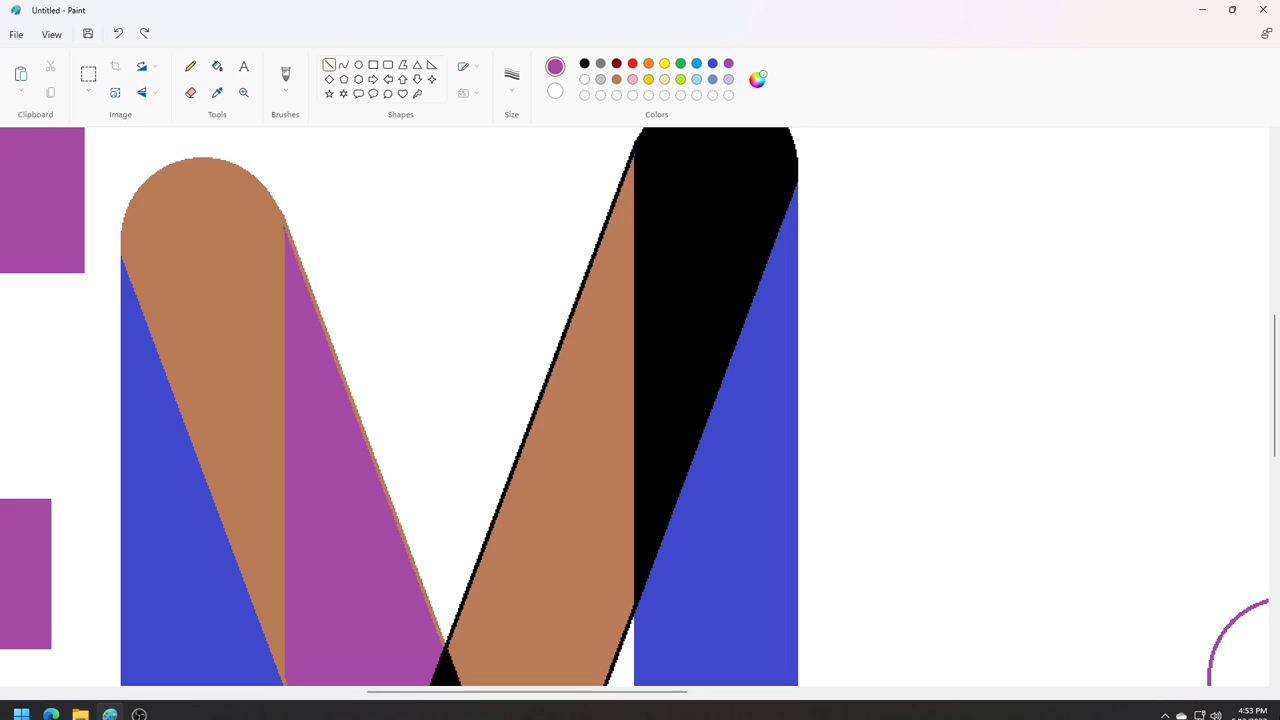 Untitled - Paint
File View
A
Clipboard Image Tools Brushes Shapes Size Colors
4:53 PM